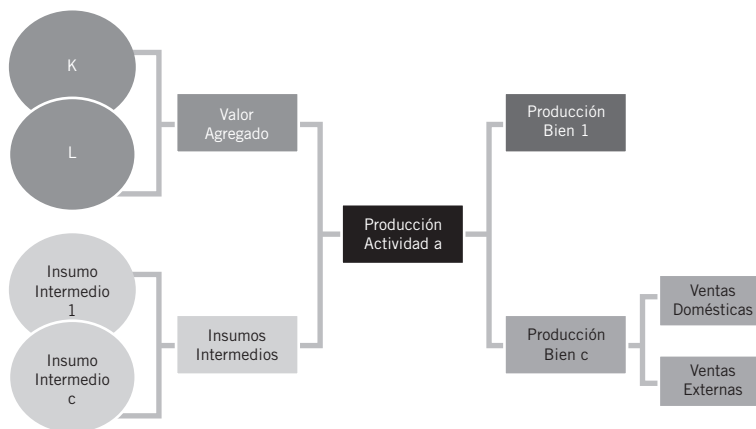 K
L
Valor
Agregado
Insumo
Intermedio
1
Insumo
Intermedio
c
Insumos
Intermedios
Producción
Actividad a
Producción
Bien 1
Producción
Bien c
Ventas
Domésticas
Ventas
Externas